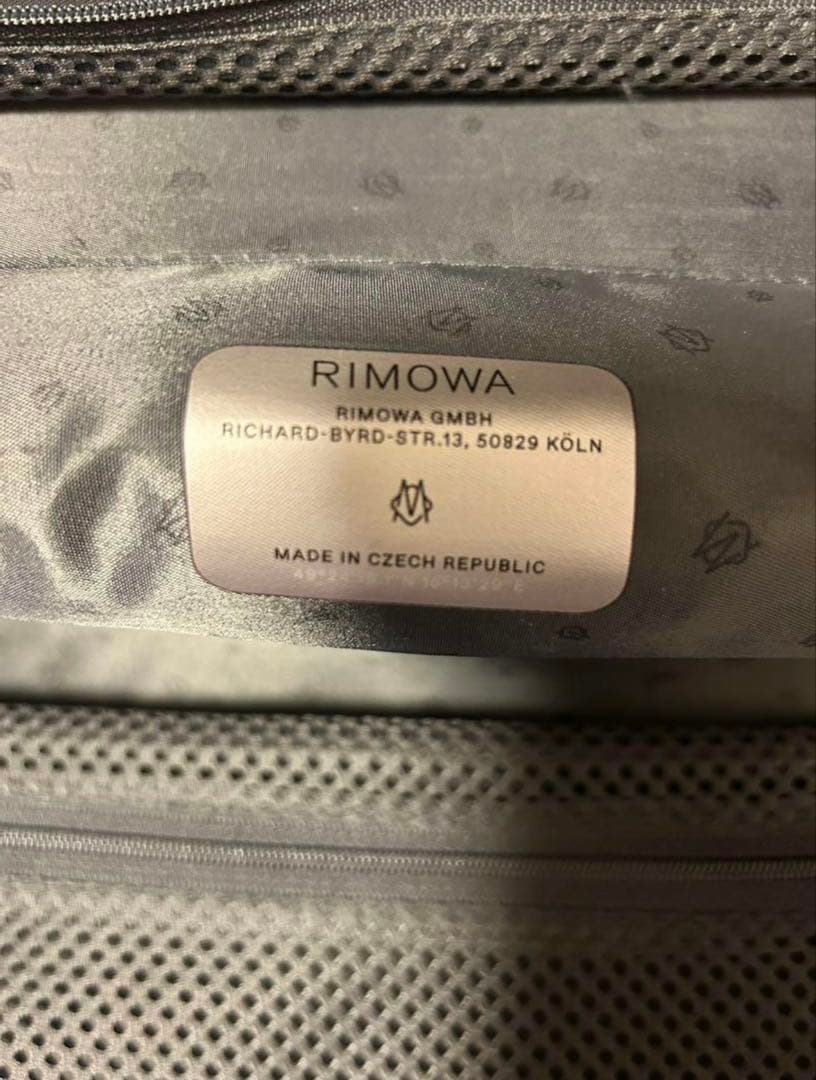 RIMOWA
RIMOWA GMBH
RICHARD-BYRD-STR.13, 50829 KÖLN
MADE IN CZECH REPUBLIC